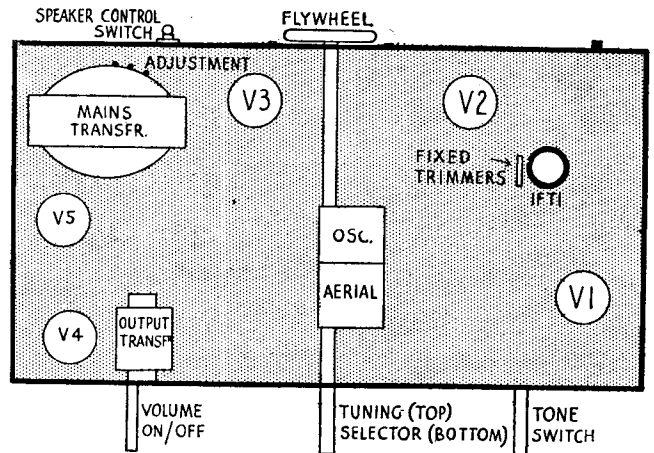 SPEAKER CONTROL
SWITCH
FLYWHEEL
ADJUSTMENT
MAINS
TRANSFR.
V3
V2
FIXED
TRIMMERS
IFT1
V5
OSC.
AERIAL
V1
V4
OUTPUT
TRANSF
VOLUME
ON/OFF
TUNING (TOP)
SELECTOR (BOTTOM)
TONE
SWITCH